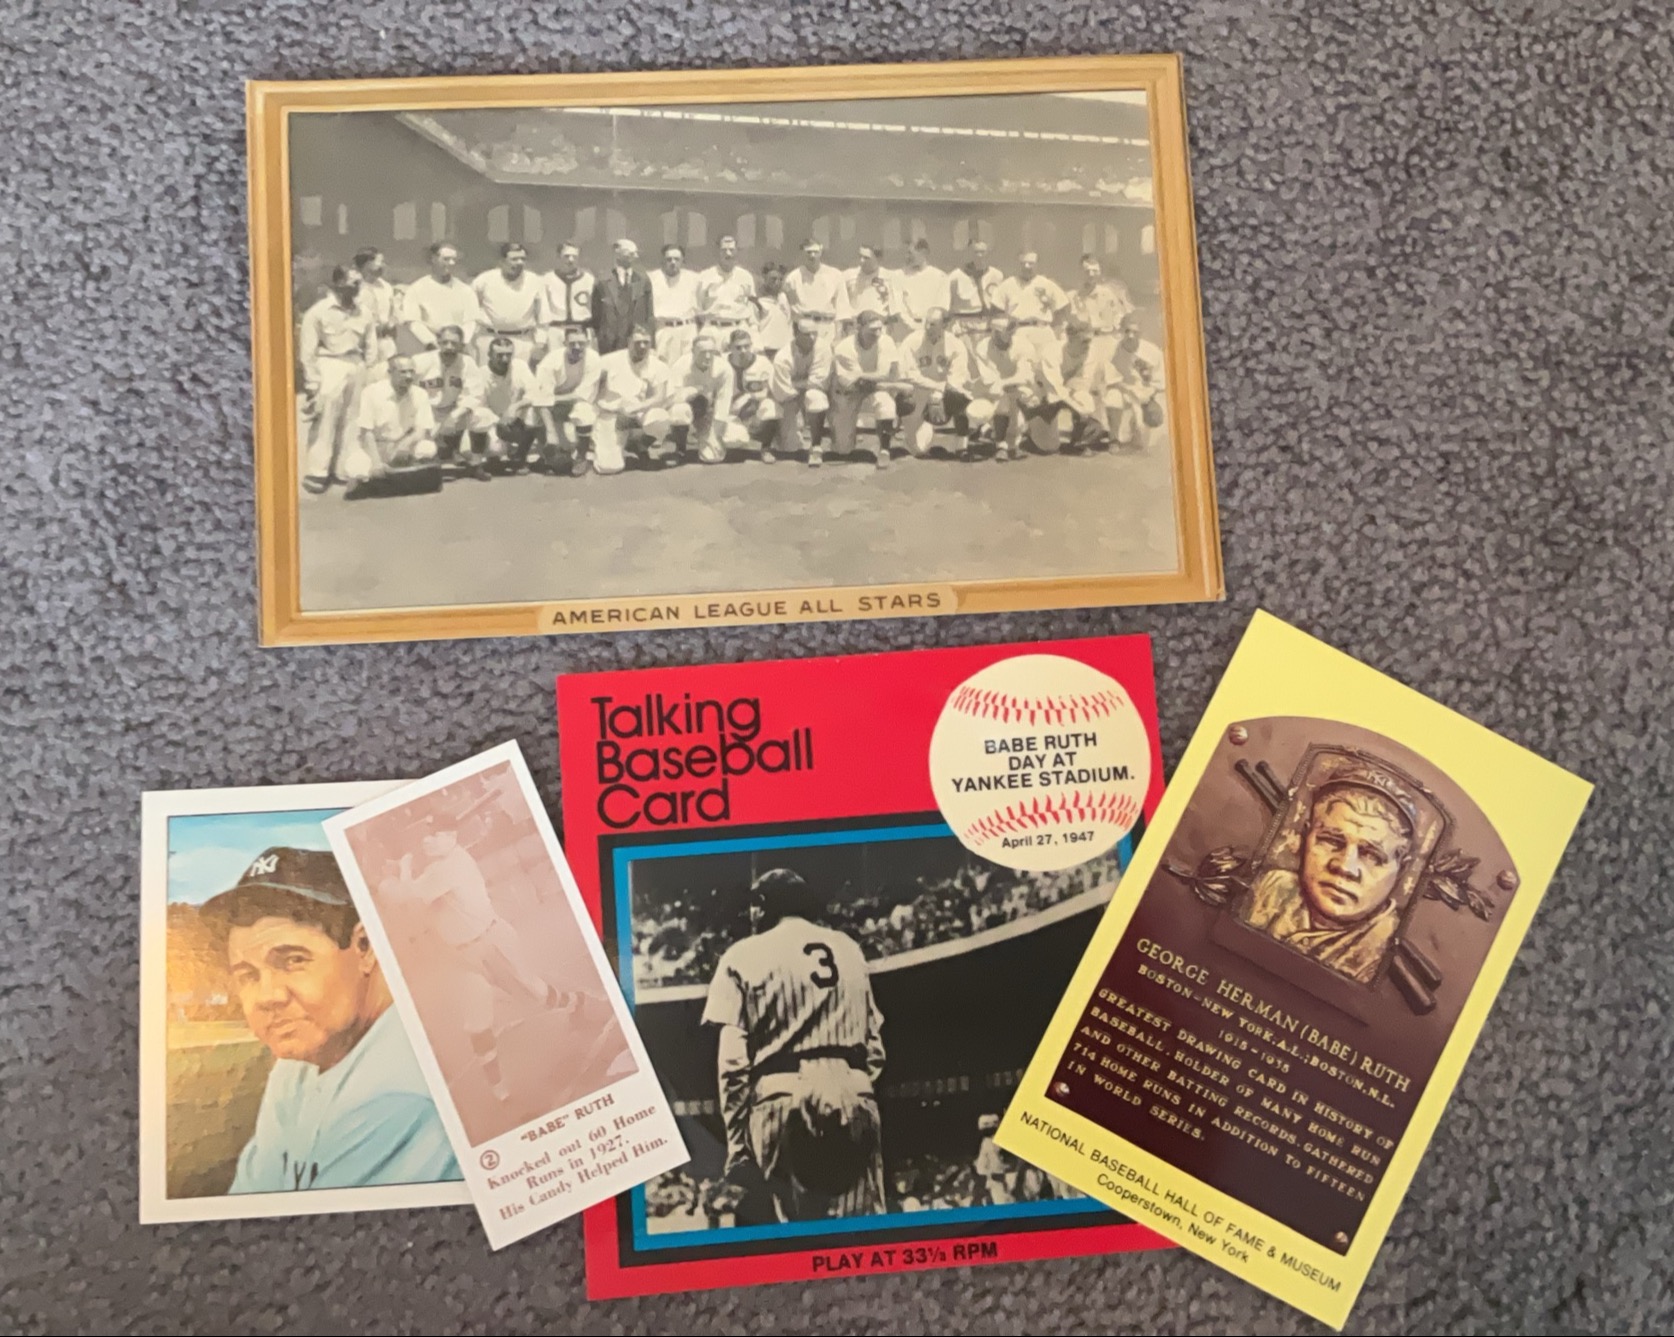 AMERICAN LEAGUE ALL STARS
Talking
Baseball
Card
BABE RUTH
DAY AT
YANKEE STADIUM.
April 27, 1947
3
PLAY AT 33⅓ RPM
NY
"BABE" RUTH
② Knocked out 60 Home
Runs in 1927.
His Candy Helped Him.
GEORGE HERMAN (BABE) RUTH
BOSTON-NEW YORK, A.L.; BOSTON, N.L.
1915-1935
GREATEST DRAWING CARD IN HISTORY OF
BASEBALL. HOLDER OF MANY HOME RUN
AND OTHER BATTING RECORDS. GATHERED
714 HOME RUNS IN ADDITION TO FIFTEEN
IN WORLD SERIES.
NATIONAL BASEBALL HALL OF FAME & MUSEUM
Cooperstown, New York